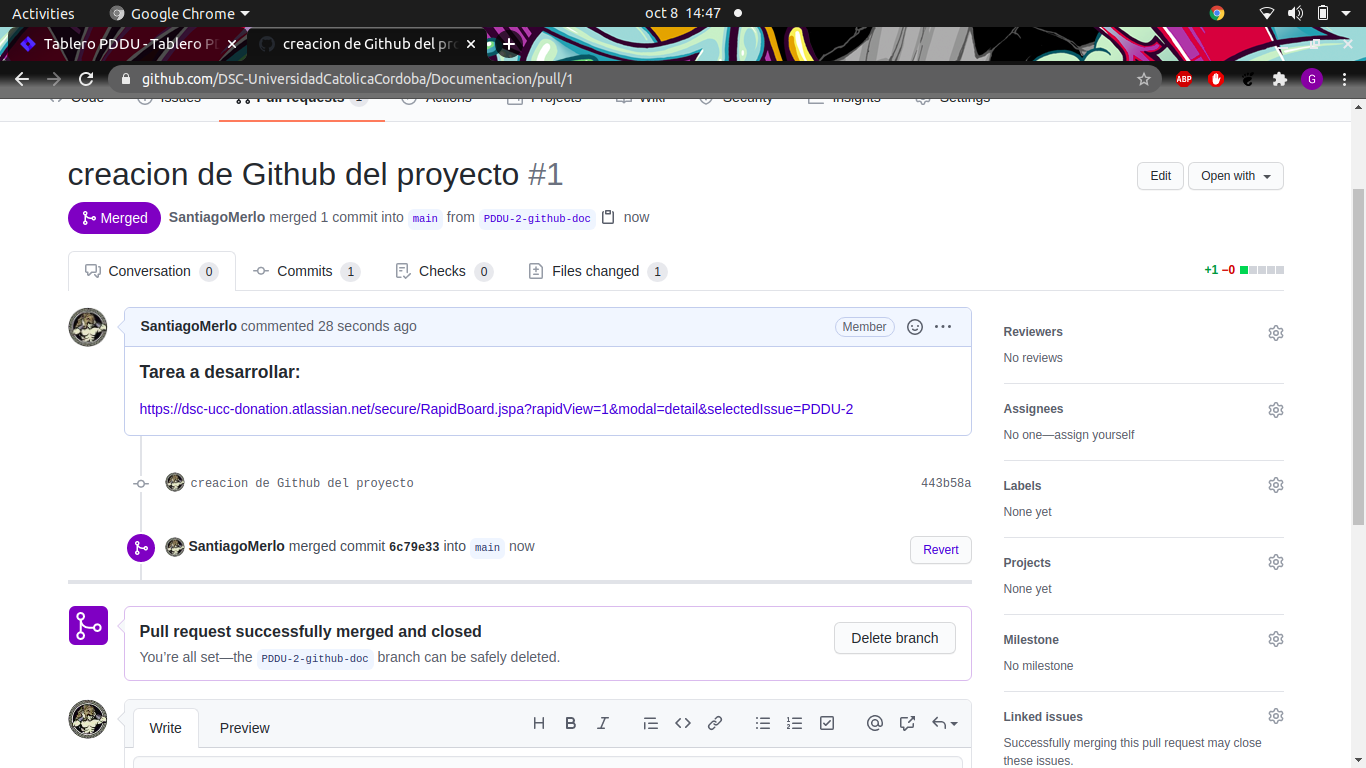 Activities Google Chrome oct 8 14:47
Tablero PDDU - Tablero PD creacion de Github del pro
github.com/DSC-UniversidadCatolicaCordoba/Documentacion/pull/1 ABP G
Code Issues Pull requests 1 Actions Projects Wiki Security Insights Settings
creacion de Github del proyecto #1
Edit Open with
Merged SantiagoMerlo merged 1 commit into main from PDDU-2-github-doc now
Conversation 0 Commits 1 Checks 0 Files changed 1 +1 −0
SantiagoMerlo commented 28 seconds ago Member
Tarea a desarrollar:
https://dsc-ucc-donation.atlassian.net/secure/RapidBoard.jspa?rapidView=1&modal=detail&selectedIssue=PDDU-2
creacion de Github del proyecto 443b58a
SantiagoMerlo merged commit 6c79e33 into main now Revert
Pull request successfully merged and closed
You’re all set—the PDDU-2-github-doc branch can be safely deleted.
Delete branch
Write Preview
Reviewers
No reviews
Assignees
No one—assign yourself
Labels
None yet
Projects
None yet
Milestone
No milestone
Linked issues
Successfully merging this pull request may close
these issues.